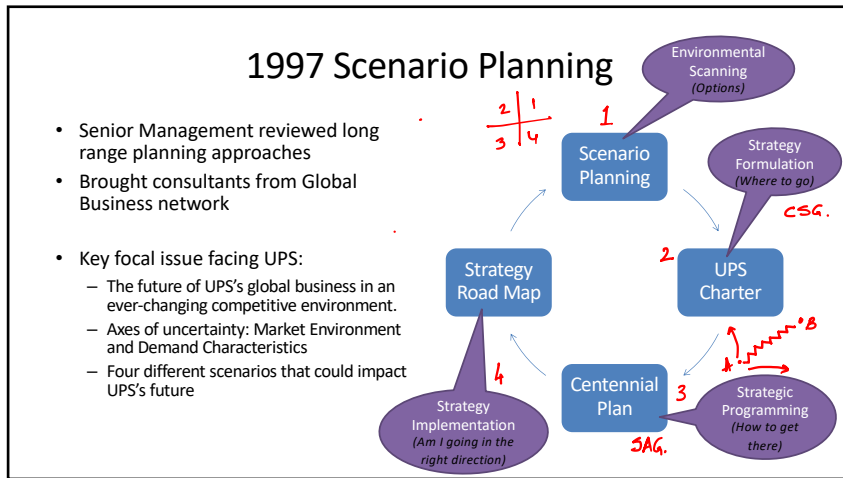 1997 Scenario Planning
• Senior Management reviewed long
range planning approaches
• Brought consultants from Global
Business network
• Key focal issue facing UPS:
– The future of UPS's global business in an
ever-changing competitive environment.
– Axes of uncertainty: Market Environment
and Demand Characteristics
– Four different scenarios that could impact
UPS's future
Environmental
Scanning
(Options)
2 1
3 4
1
Scenario
Planning
Strategy
Formulation
(Where to go)
CSG.
2
UPS
Charter
A
B
3
Centennial
Plan
SAG.
Strategic
Programming
(How to get
there)
4
Strategy
Road Map
Strategy
Implementation
(Am I going in the
right direction)